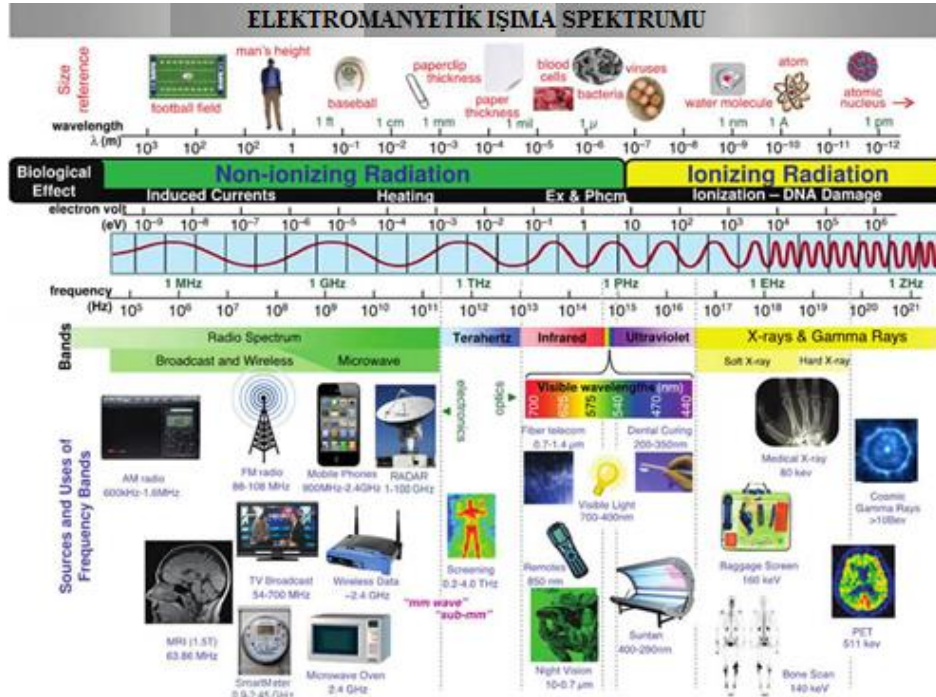 ELEKTROMANYETİK IŞIMA SPEKTRUMU
Size reference
football field
man's height
baseball
paperclip thickness
paper thickness
blood cells
bacteria
viruses
water molecule
atom
atomic nucleus
wavelength
λ (m)
1 ft 1 cm 1 mm 1 mil 1 μ 1 nm 1 A 1 pm
10³ 10² 10² 1 10⁻¹ 10⁻² 10⁻³ 10⁻⁴ 10⁻⁵ 10⁻⁶ 10⁻⁷ 10⁻⁸ 10⁻⁹ 10⁻¹⁰ 10⁻¹¹ 10⁻¹²
Biological Effect
Non-ionizing Radiation
Ionizing Radiation
Induced Currents Heating Ex & Phcm Ionization – DNA Damage
electron volt
(eV) 10⁻⁹ 10⁻⁸ 10⁻⁷ 10⁻⁶ 10⁻⁵ 10⁻⁴ 10⁻³ 10⁻² 10⁻¹ 1 10¹ 10² 10³ 10⁴ 10⁵ 10⁶
frequency
(Hz)
1 MHz 1 GHz 1 THz 1 PHz 1 EHz 1 ZHz
10⁵ 10⁶ 10⁷ 10⁸ 10⁹ 10¹⁰ 10¹¹ 10¹² 10¹³ 10¹⁴ 10¹⁵ 10¹⁶ 10¹⁷ 10¹⁸ 10¹⁹ 10²⁰ 10²¹
Bands
Radio Spectrum Terahertz Infrared Ultraviolet X-rays & Gamma Rays
Broadcast and Wireless Microwave Soft X-ray Hard X-ray
Sources and Uses of Frequency Bands
electronics
optics
Visible wavelengths (nm)
700 625 575 540 470 440
AM radio
600kHz-1.6MHz
FM radio
88-108 MHz
Mobile Phones
900MHz-2.4GHz
RADAR
1-100 GHz
Fiber telecom
0.7-1.4 μm
Dental Curing
200-350nm
Medical X-ray
80 kev
Visible Light
700-400nm
Cosmic
Gamma Rays
>10Bev
TV Broadcast
54-700 MHz
Wireless Data
~2.4 GHz
Screening
0.2-4.0 THz
"mm wave"
"sub-mm"
Remotes
850 nm
Baggage Screen
160 keV
MRI (1.5T)
63.86 MHz
SmartMeter
0.9-2.45 GHz
Microwave Oven
2.4 GHz
Night Vision
10-0.7 μm
Suntan
400-290nm
Bone Scan
140 keV
PET
511 kev